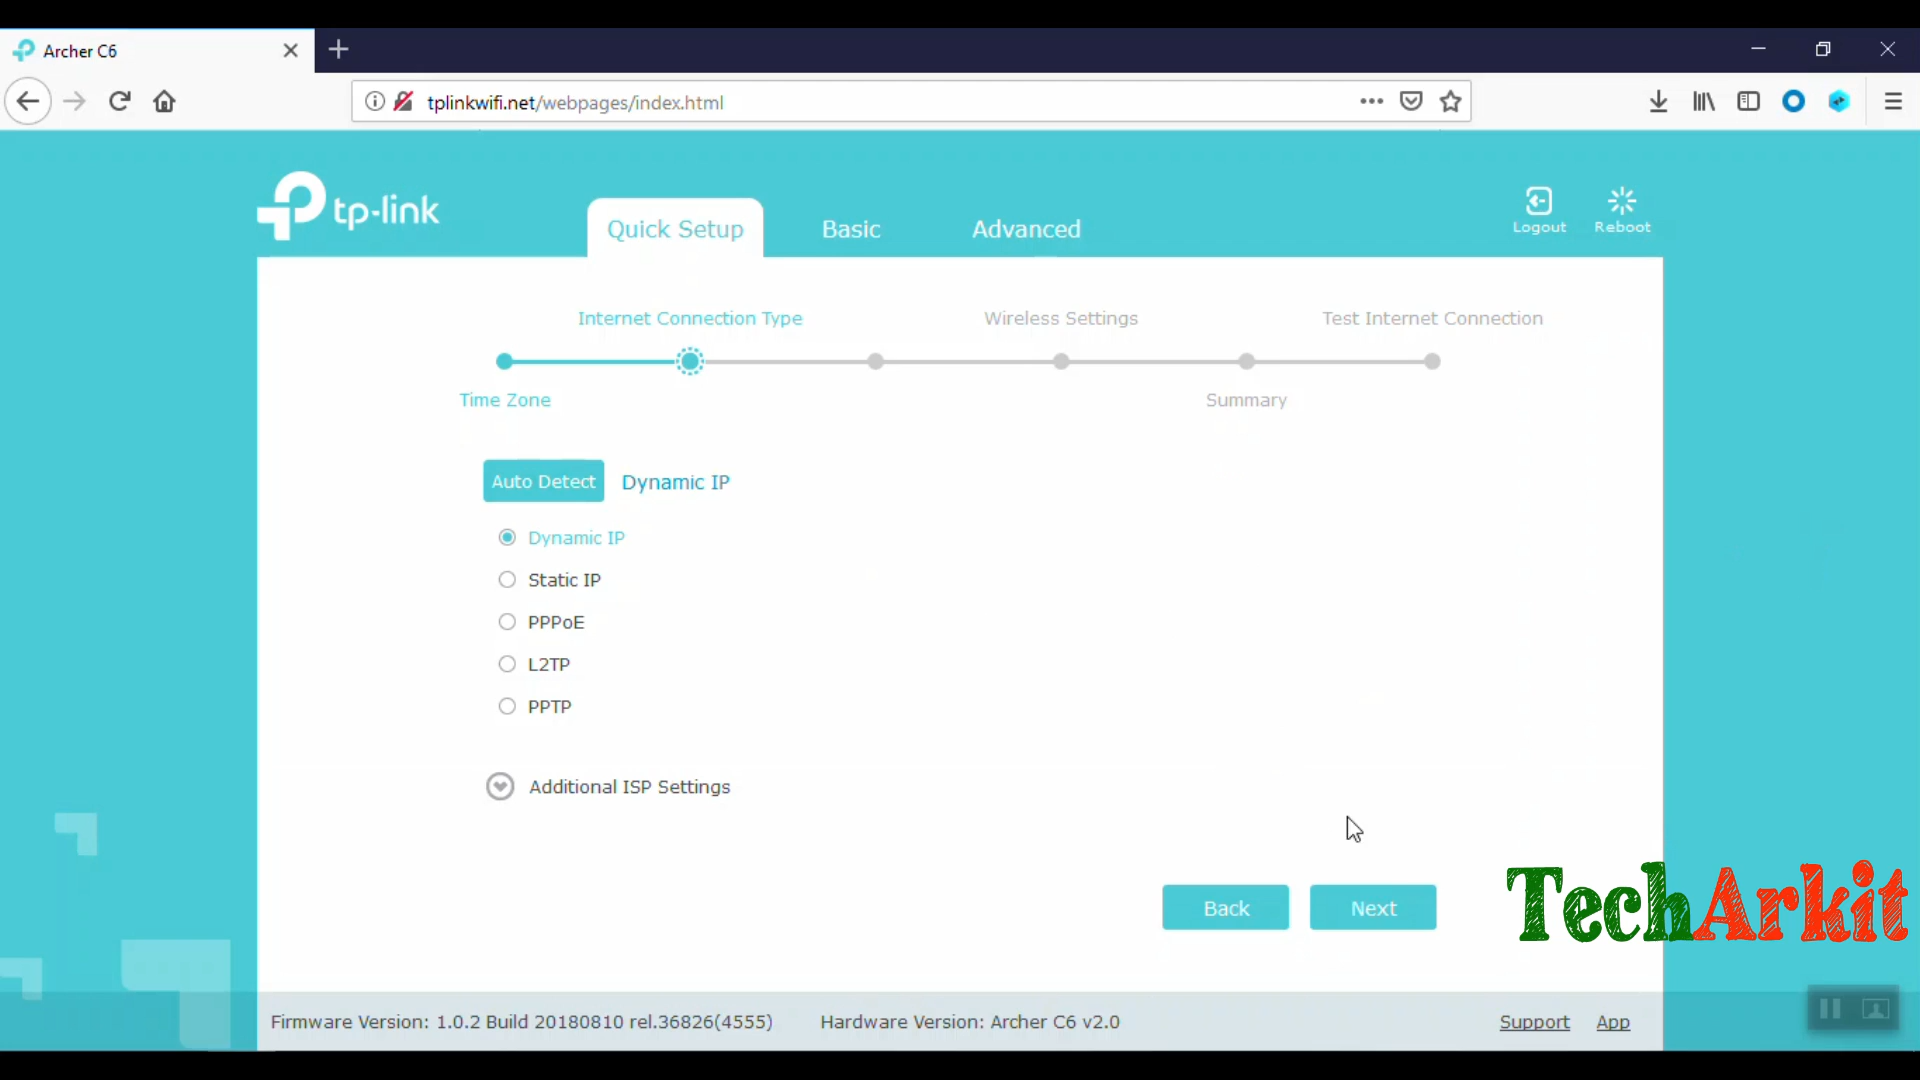 Archer C6
tplinkwifi.net/webpages/index.html
tp-link
Quick Setup
Basic
Advanced
Logout
Reboot
Internet Connection Type
Wireless Settings
Test Internet Connection
Time Zone
Summary
Auto Detect
Dynamic IP
Dynamic IP
Static IP
PPPoE
L2TP
PPTP
Additional ISP Settings
Back
Next
TechArkit
Firmware Version: 1.0.2 Build 20180810 rel.36826(4555)
Hardware Version: Archer C6 v2.0
Support
App